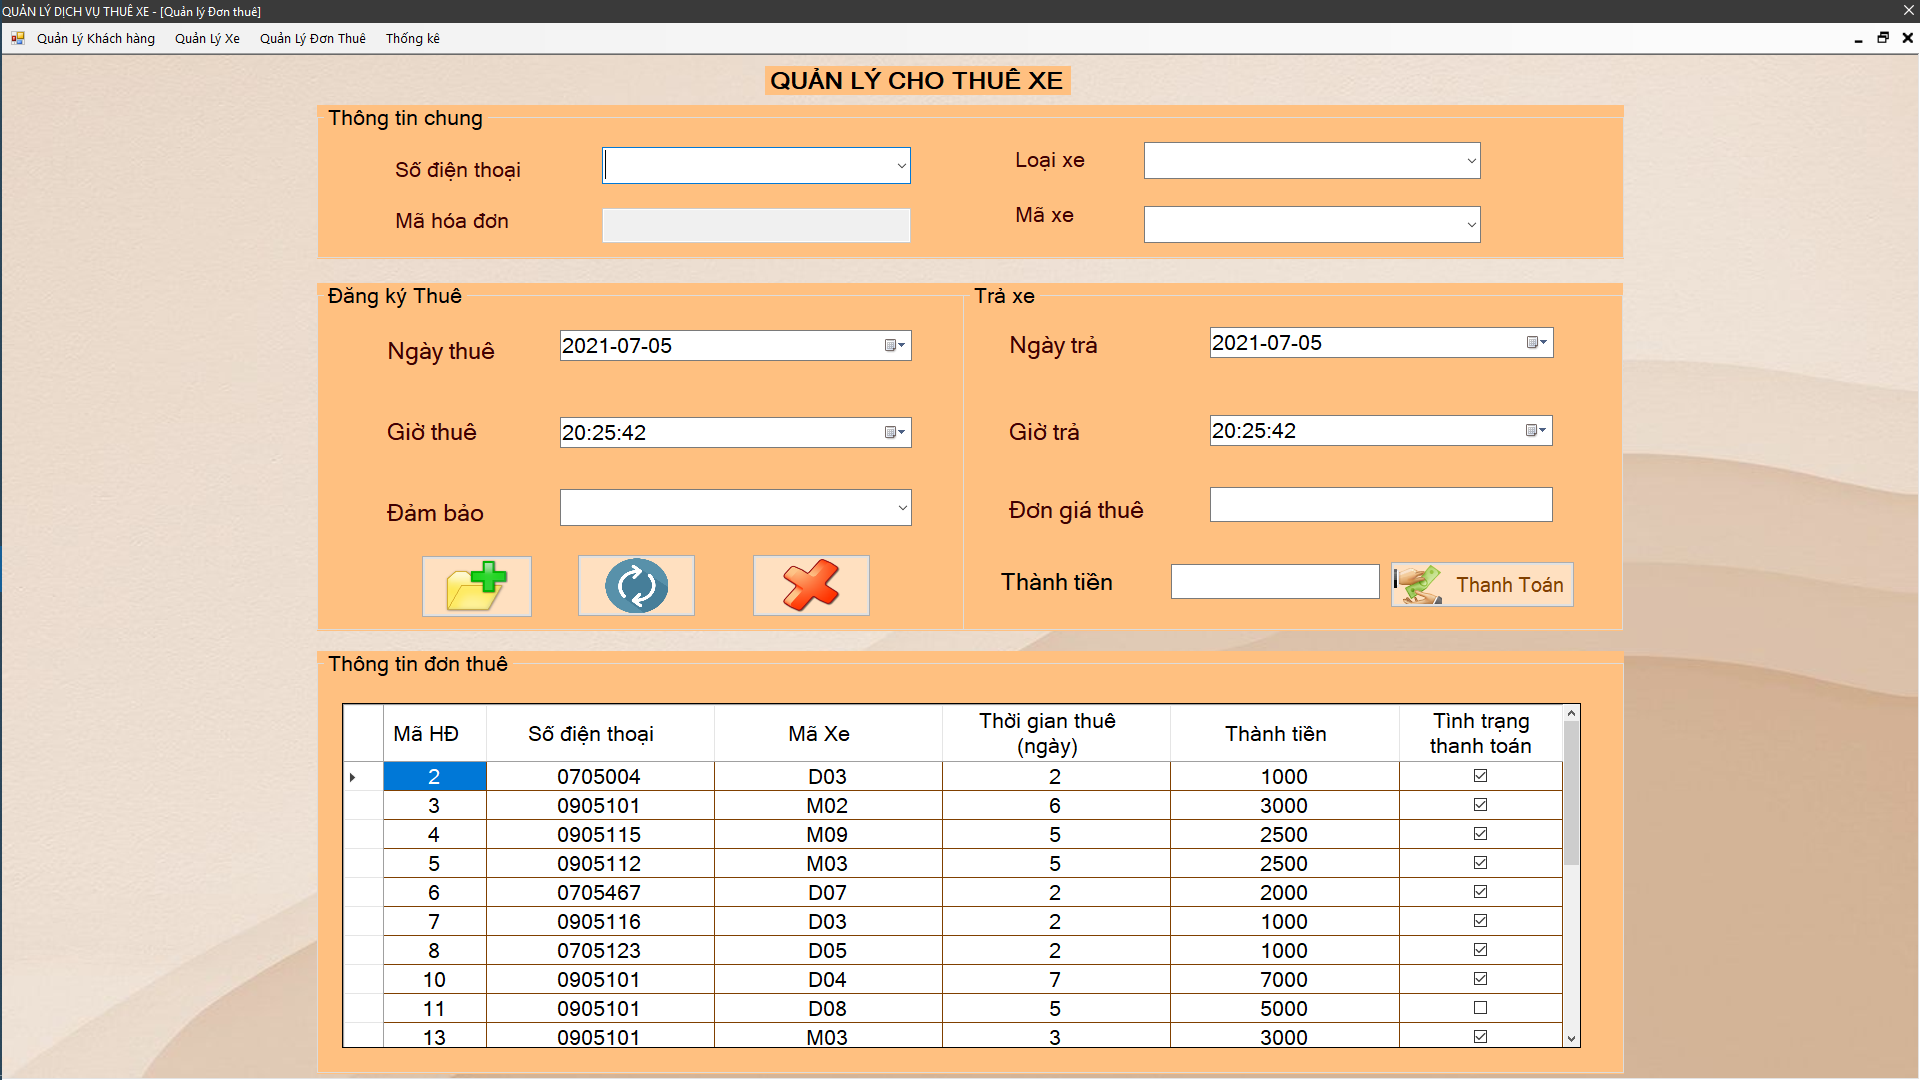 QUẢN LÝ DỊCH VỤ THUÊ XE - [Quản lý Đơn thuê]
Quản Lý Khách hàng Quản Lý Xe Quản Lý Đơn Thuê Thống kê
QUẢN LÝ CHO THUÊ XE
Thông tin chung
Số điện thoại
Loại xe
Mã hóa đơn
Mã xe
Đăng ký Thuê
Ngày thuê 2021-07-05
Giờ thuê 20:25:42
Đảm bảo
Trả xe
Ngày trả 2021-07-05
Giờ trả 20:25:42
Đơn giá thuê
Thành tiền
Thanh Toán
Thông tin đơn thuê
Mã HĐ Số điện thoại Mã Xe Thời gian thuê (ngày) Thành tiền Tình trạng thanh toán
2 0705004 D03 2 1000
3 0905101 M02 6 3000
4 0905115 M09 5 2500
5 0905112 M03 5 2500
6 0705467 D07 2 2000
7 0905116 D03 2 1000
8 0705123 D05 2 1000
10 0905101 D04 7 7000
11 0905101 D08 5 5000
13 0905101 M03 3 3000